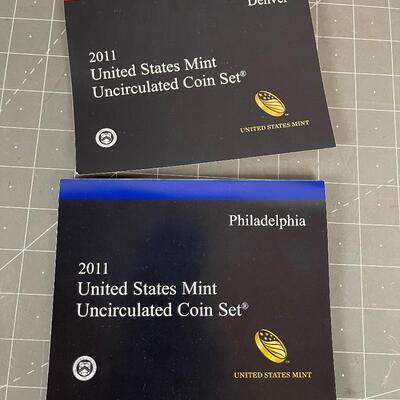 Denver
2011
United States Mint
Uncirculated Coin Set®
UNITED STATES MINT
Philadelphia
2011
United States Mint
Uncirculated Coin Set®
UNITED STATES MINT